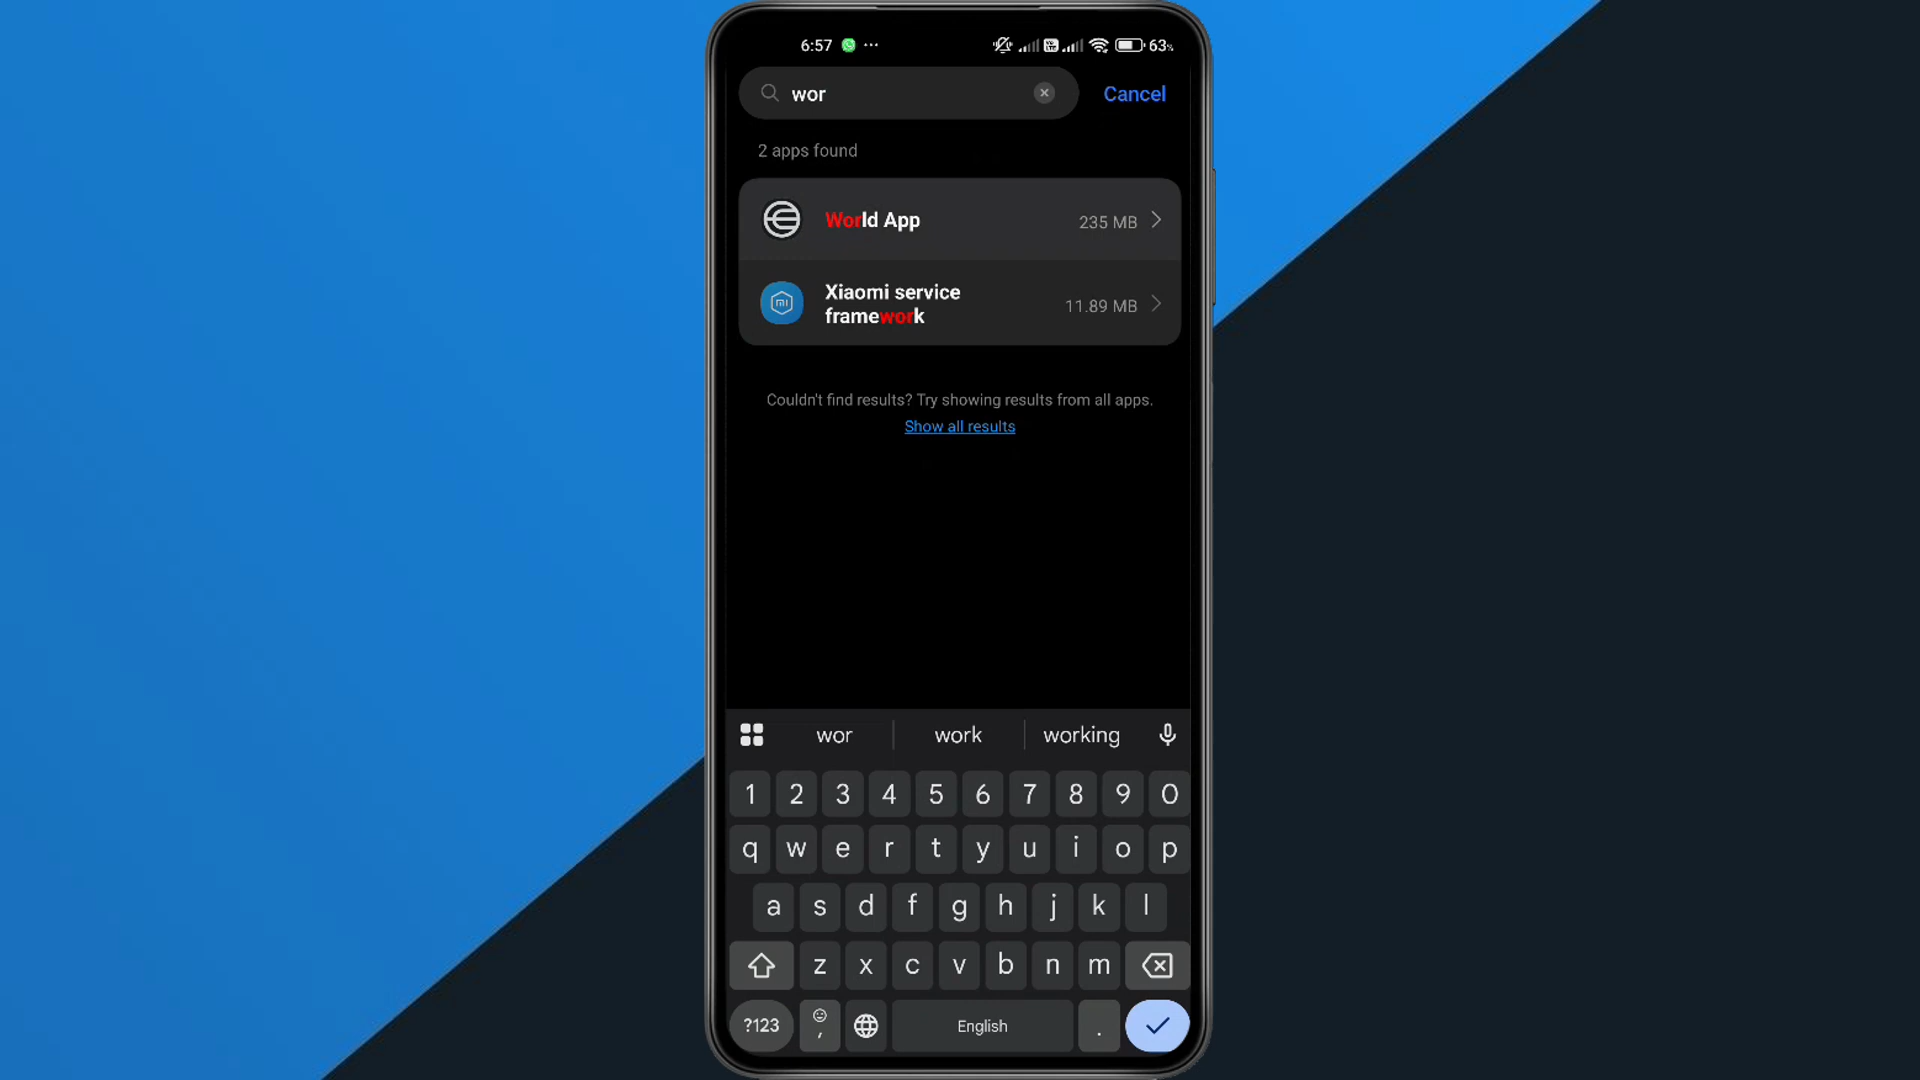 6:57 ... 63%
wor Cancel
2 apps found
World App 235 MB
Xiaomi service
framework 11.89 MB
Couldn't find results? Try showing results from all apps.
Show all results
wor work working
1 2 3 4 5 6 7 8 9 0
q w e r t y u i o p
a s d f g h j k l
z x c v b n m
?123 , English .